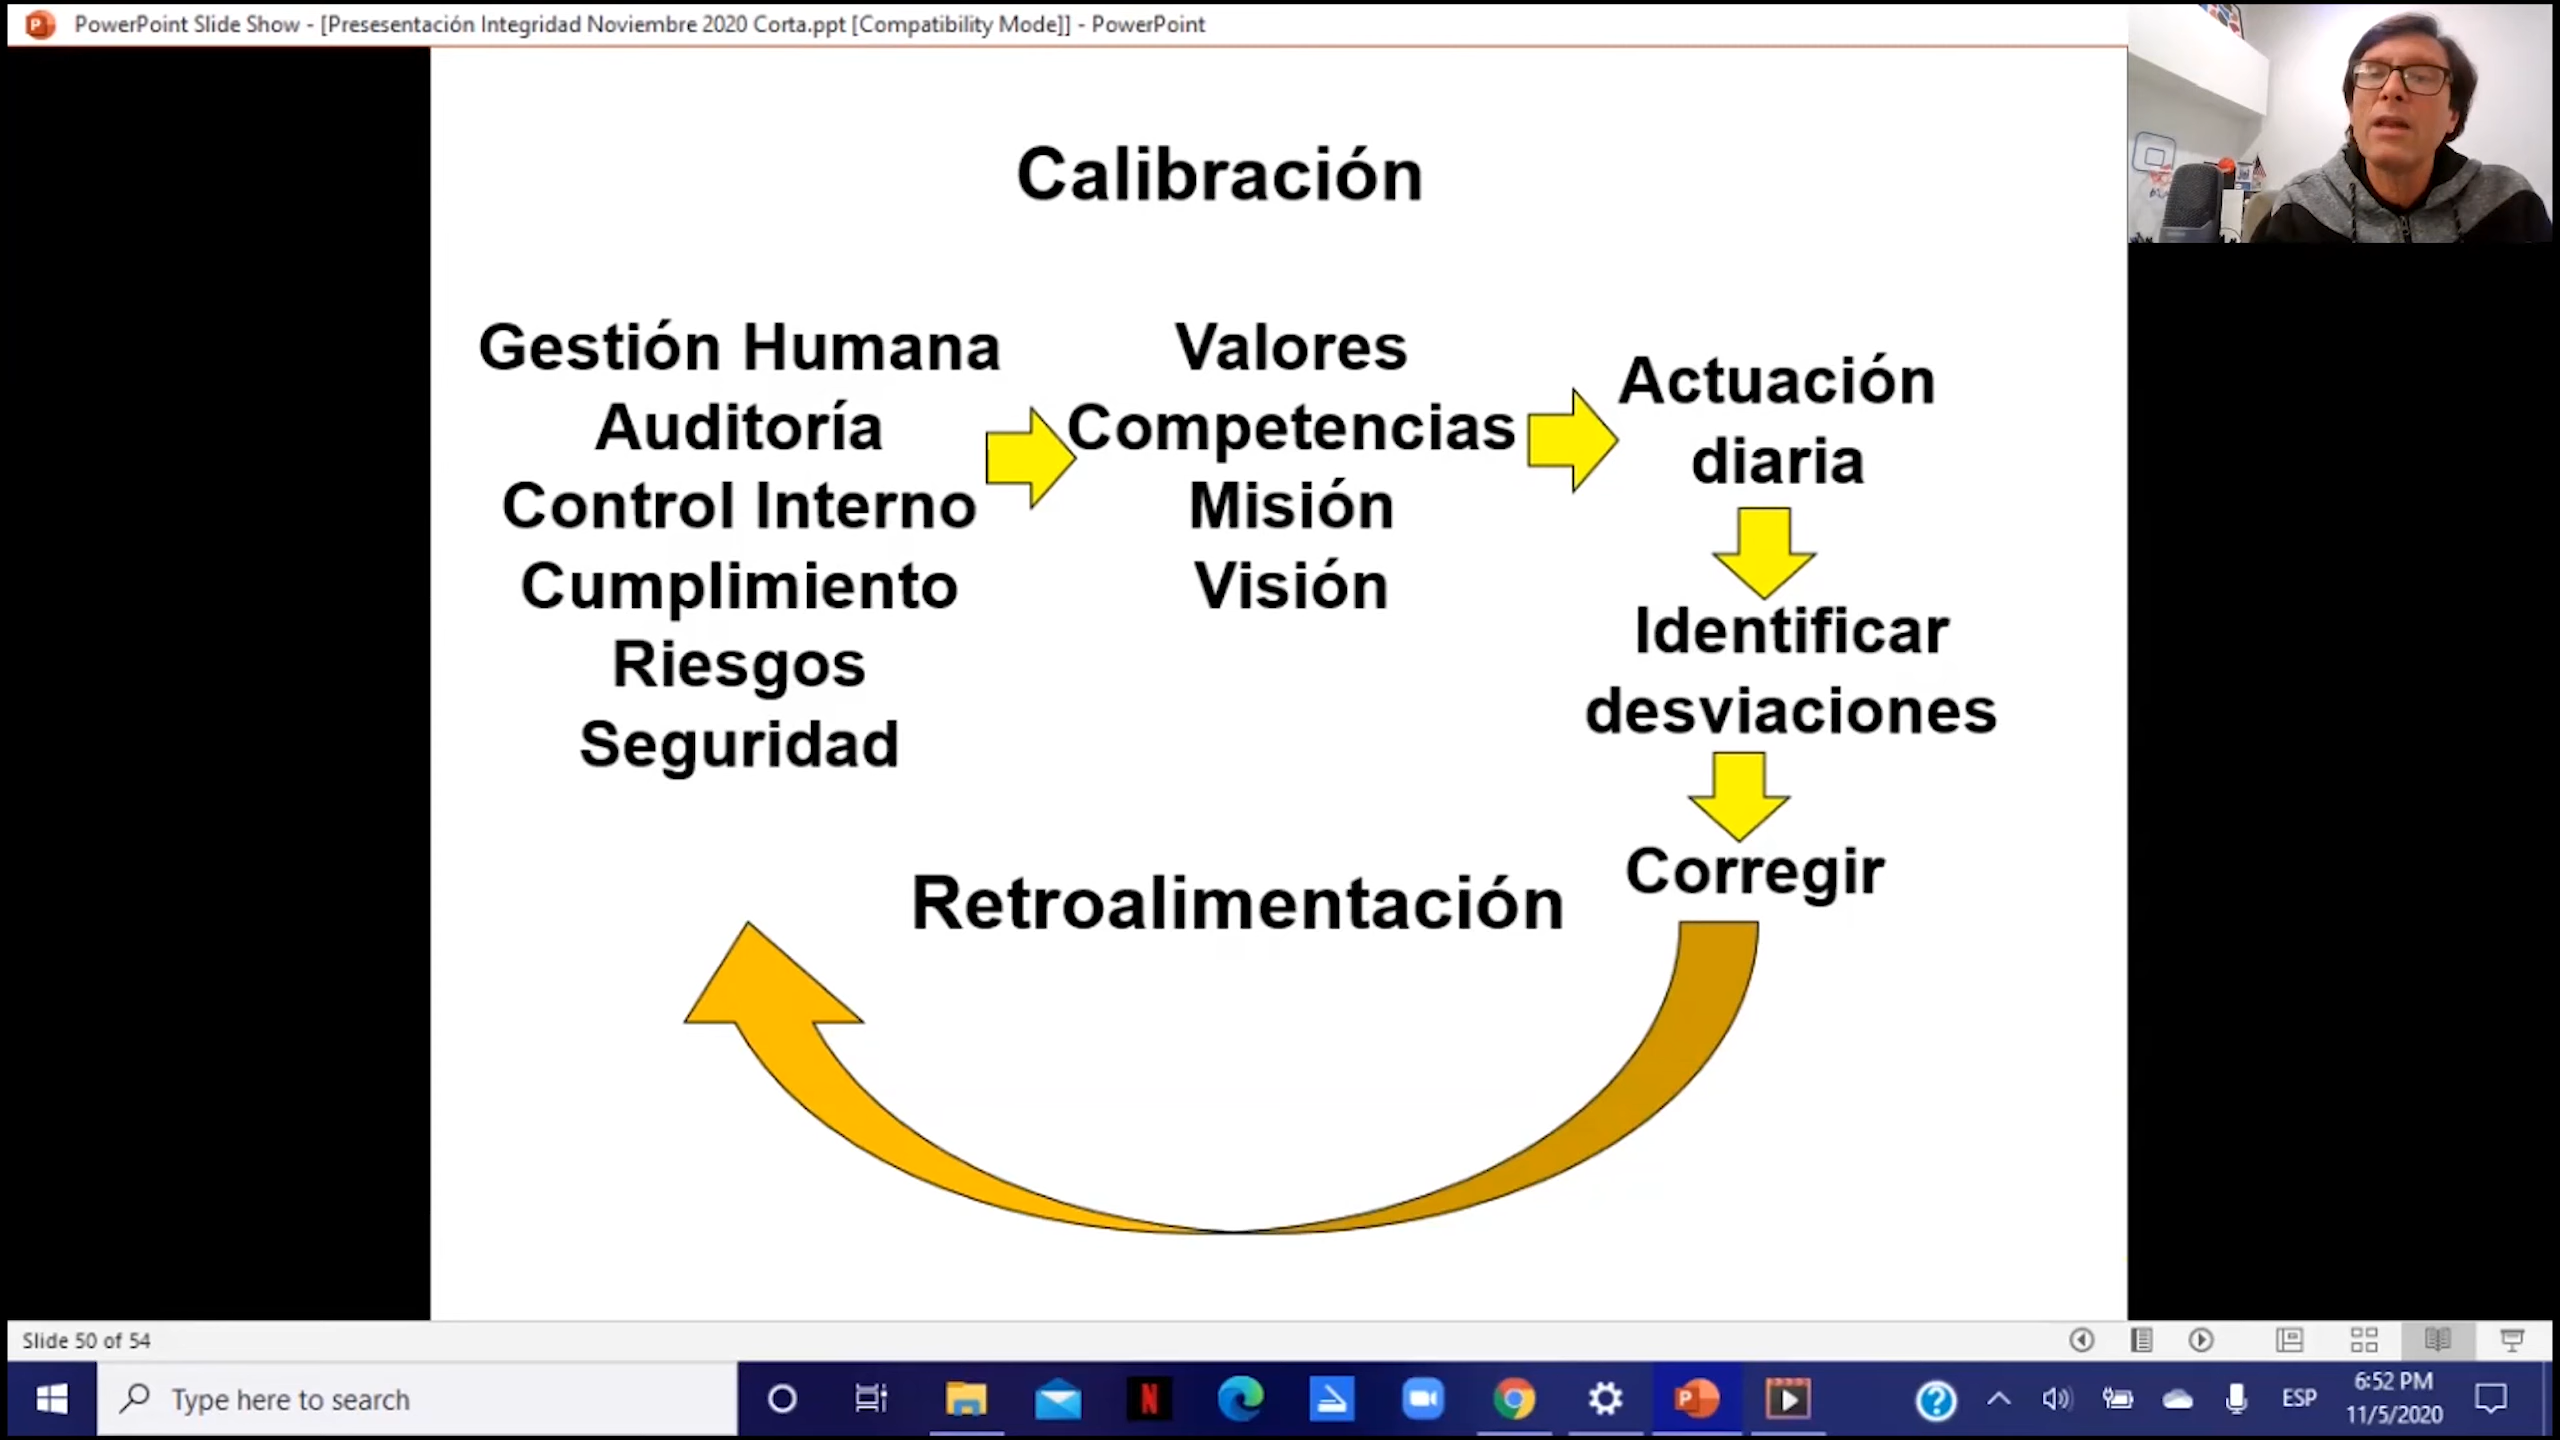 PowerPoint Slide Show - [Presesentación Integridad Noviembre 2020 Corta.ppt [Compatibility Mode]] - PowerPoint
Calibración
Gestión Humana
Auditoría
Control Interno
Cumplimiento
Riesgos
Seguridad
Valores
Competencias
Misión
Visión
Actuación
diaria
Identificar
desviaciones
Corregir
Retroalimentación
Slide 50 of 54
Type here to search
ESP
6:52 PM
11/5/2020